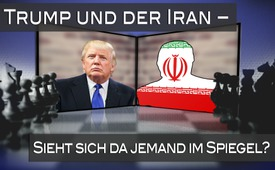 Trump und der Iran –
Sieht sich da jemand im Spiegel?